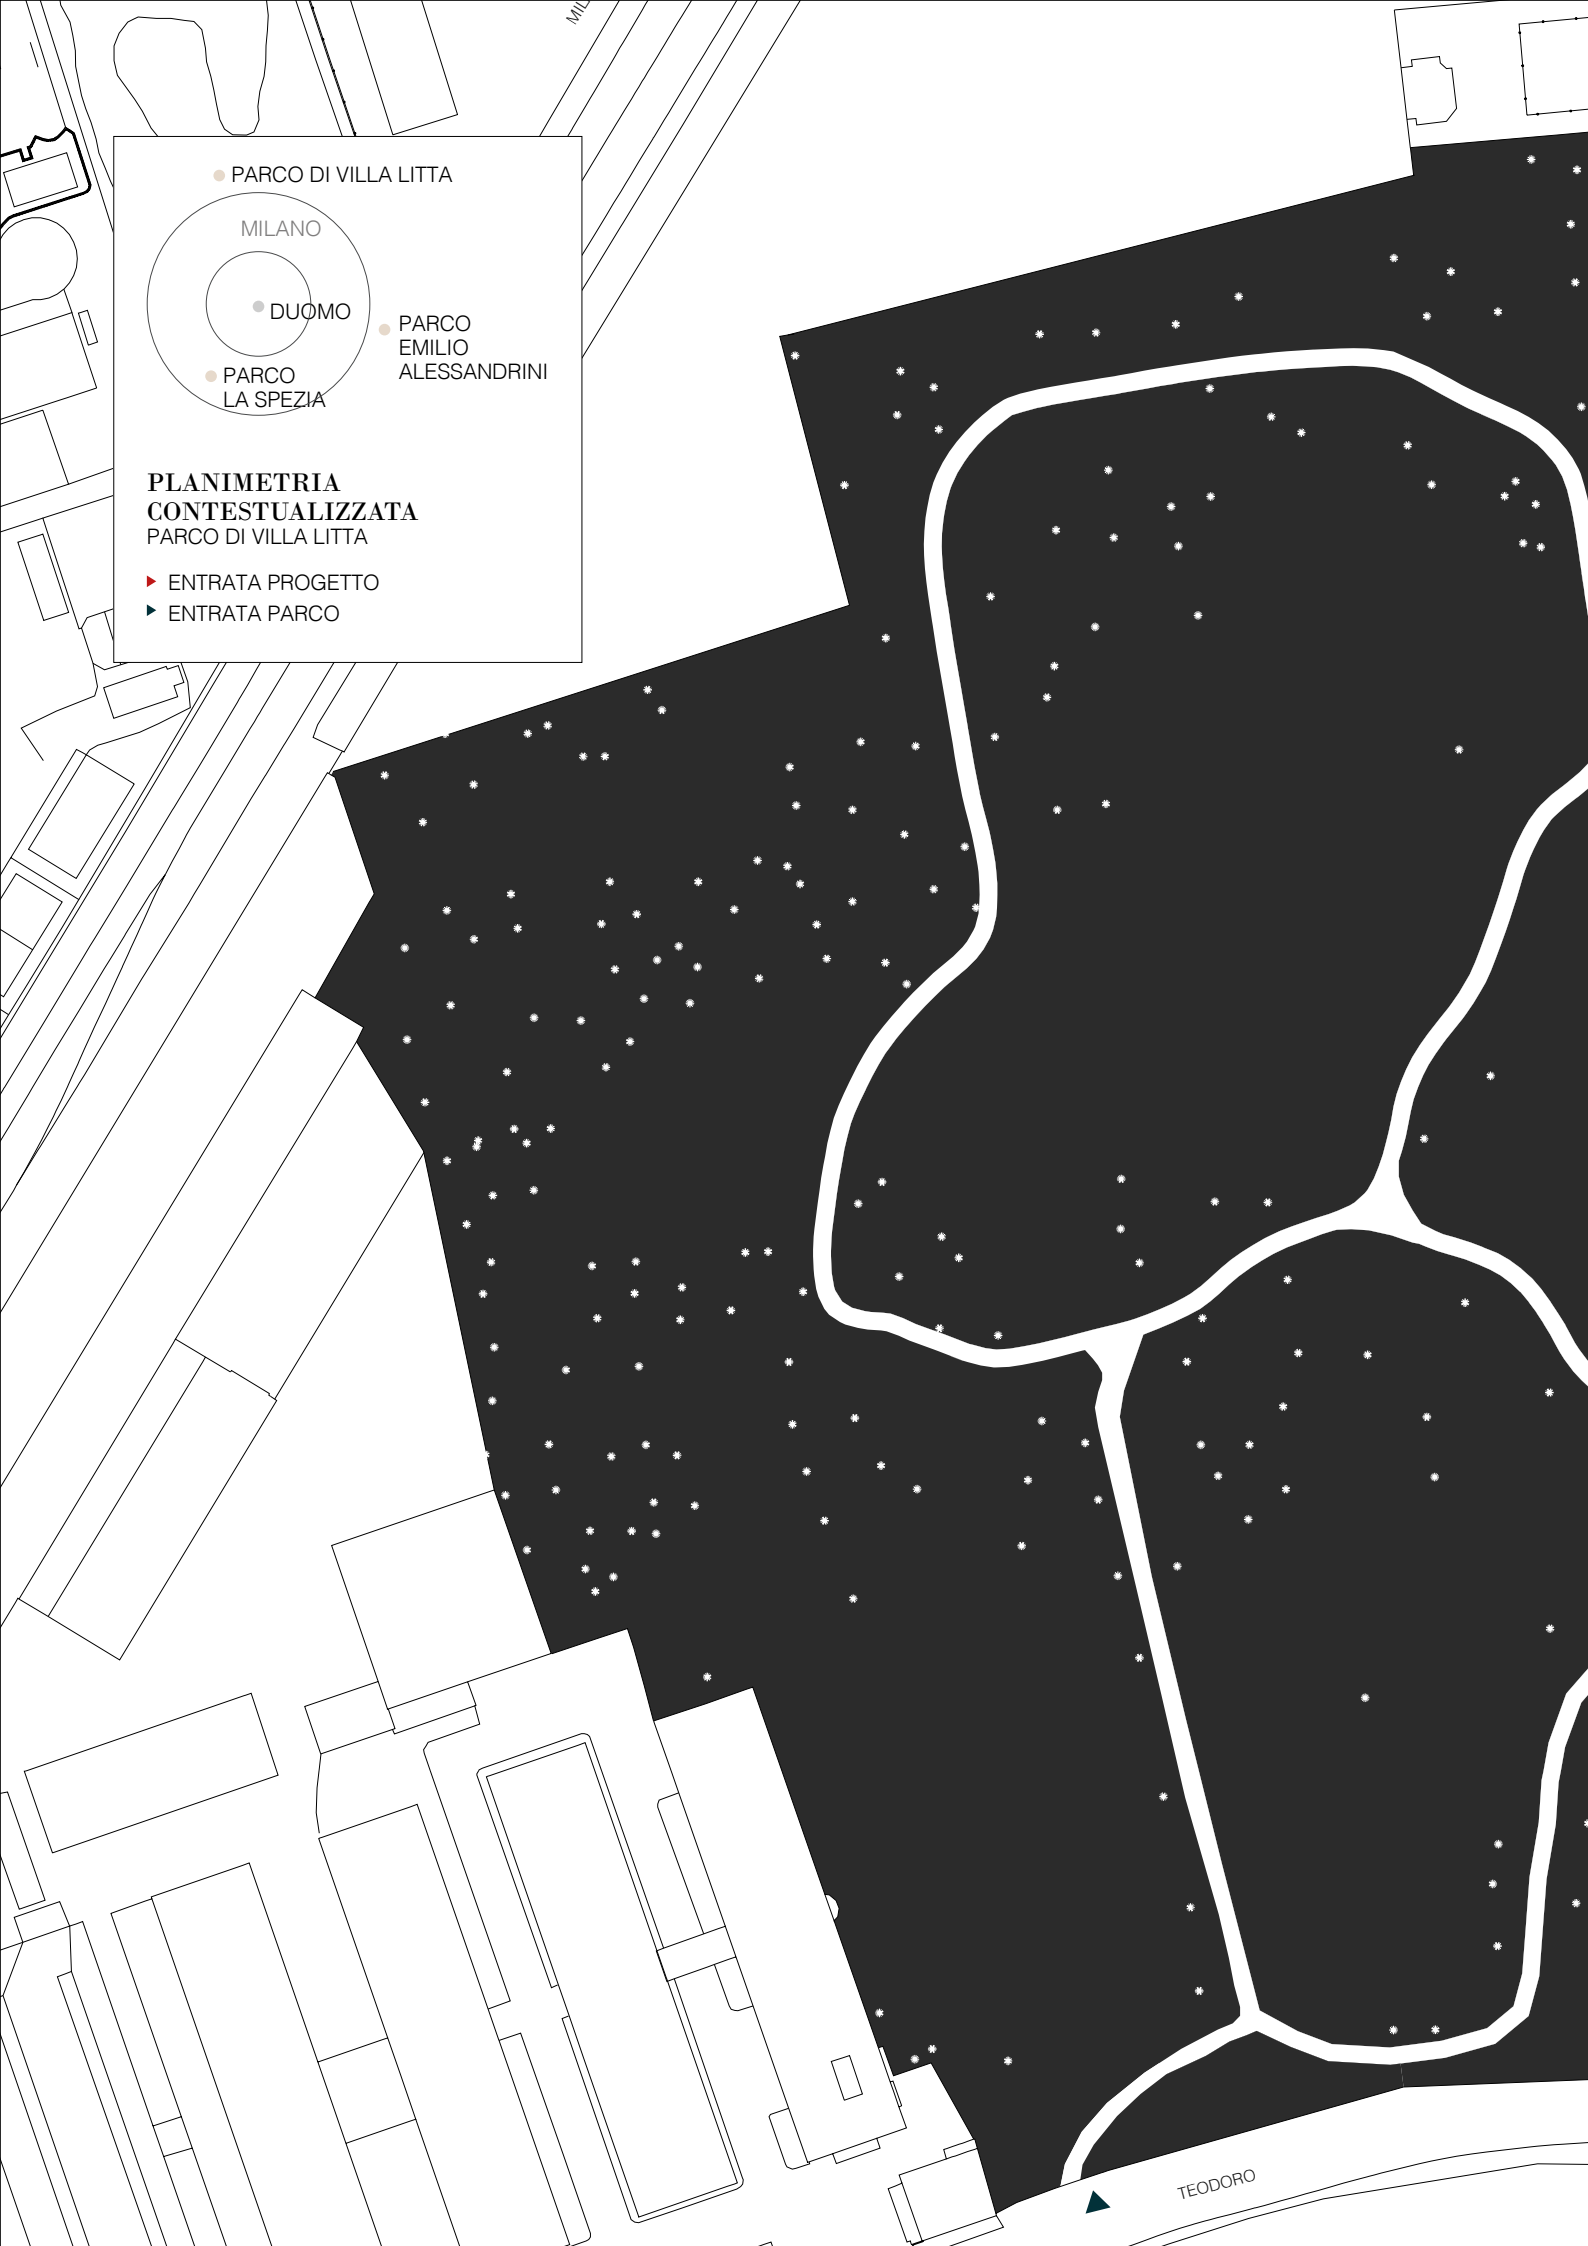 PARCO DI VILLA LITTA
MILANO
DUOMO
PARCO
EMILIO
ALESSANDRINI
PARCO
LA SPEZIA
PLANIMETRIA
CONTESTUALIZZATA
PARCO DI VILLA LITTA
ENTRATA PROGETTO
ENTRATA PARCO
TEODORO